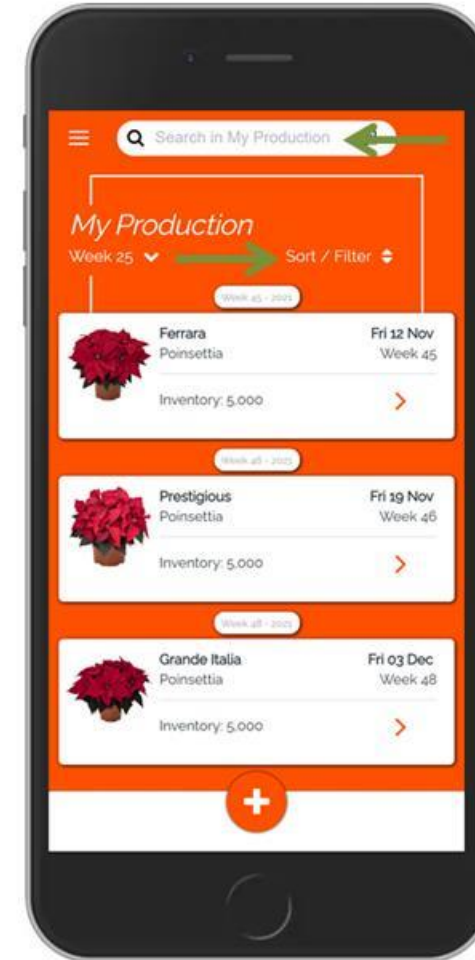 Search in My Production
My Production
Week 25
Sort / Filter
Week 45 - 2021
Ferrara
Fri 12 Nov
Poinsettia
Week 45
Inventory: 5.000
Week 46 - 2021
Prestigious
Fri 19 Nov
Poinsettia
Week 46
Inventory: 5.000
Week 48 - 2021
Grande Italia
Fri 03 Dec
Poinsettia
Week 48
Inventory: 5.000